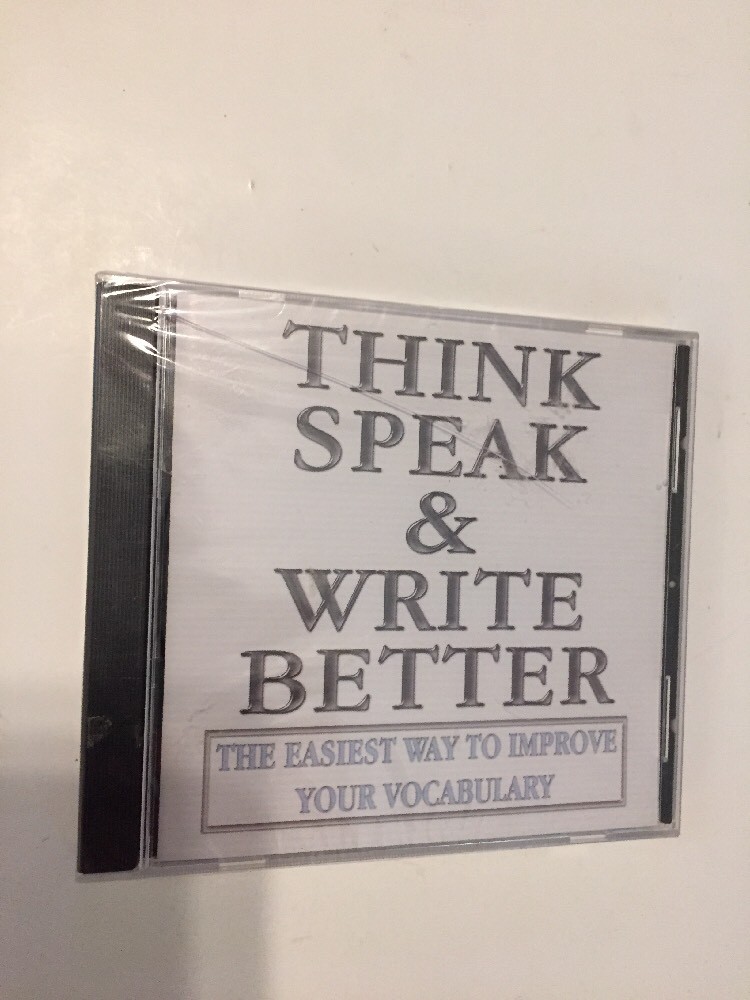 THINK
SPEAK
&
WRITE
BETTER
THE EASIEST WAY TO IMPROVE
YOUR VOCABULARY